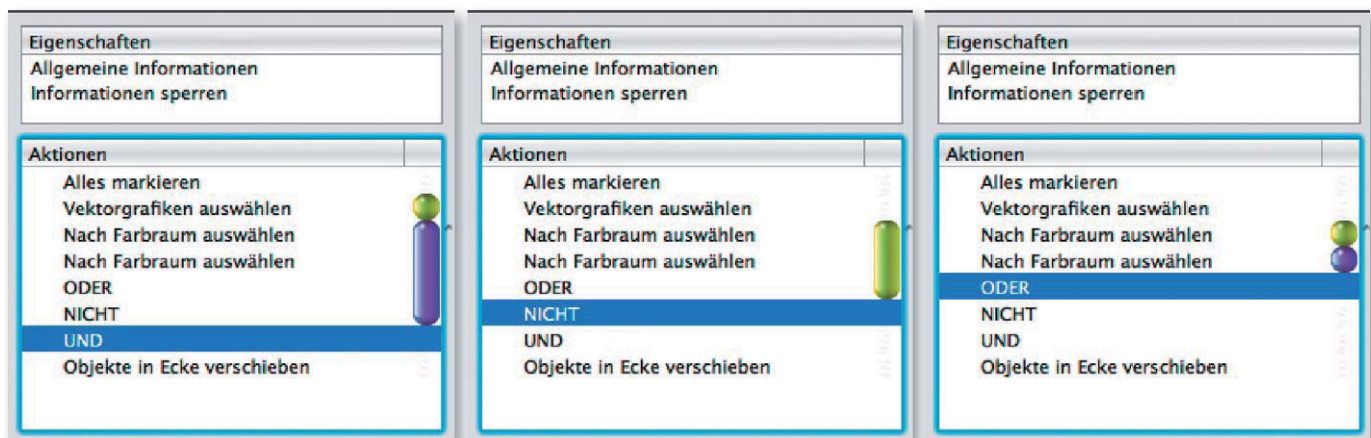 Eigenschaften
Allgemeine Informationen
Informationen sperren
Aktionen
Alles markieren
Vektorgrafiken auswählen
Nach Farbraum auswählen
Nach Farbraum auswählen
ODER
NICHT
UND
Objekte in Ecke verschieben
Eigenschaften
Allgemeine Informationen
Informationen sperren
Aktionen
Alles markieren
Vektorgrafiken auswählen
Nach Farbraum auswählen
Nach Farbraum auswählen
ODER
NICHT
UND
Objekte in Ecke verschieben
Eigenschaften
Allgemeine Informationen
Informationen sperren
Aktionen
Alles markieren
Vektorgrafiken auswählen
Nach Farbraum auswählen
Nach Farbraum auswählen
ODER
NICHT
UND
Objekte in Ecke verschieben